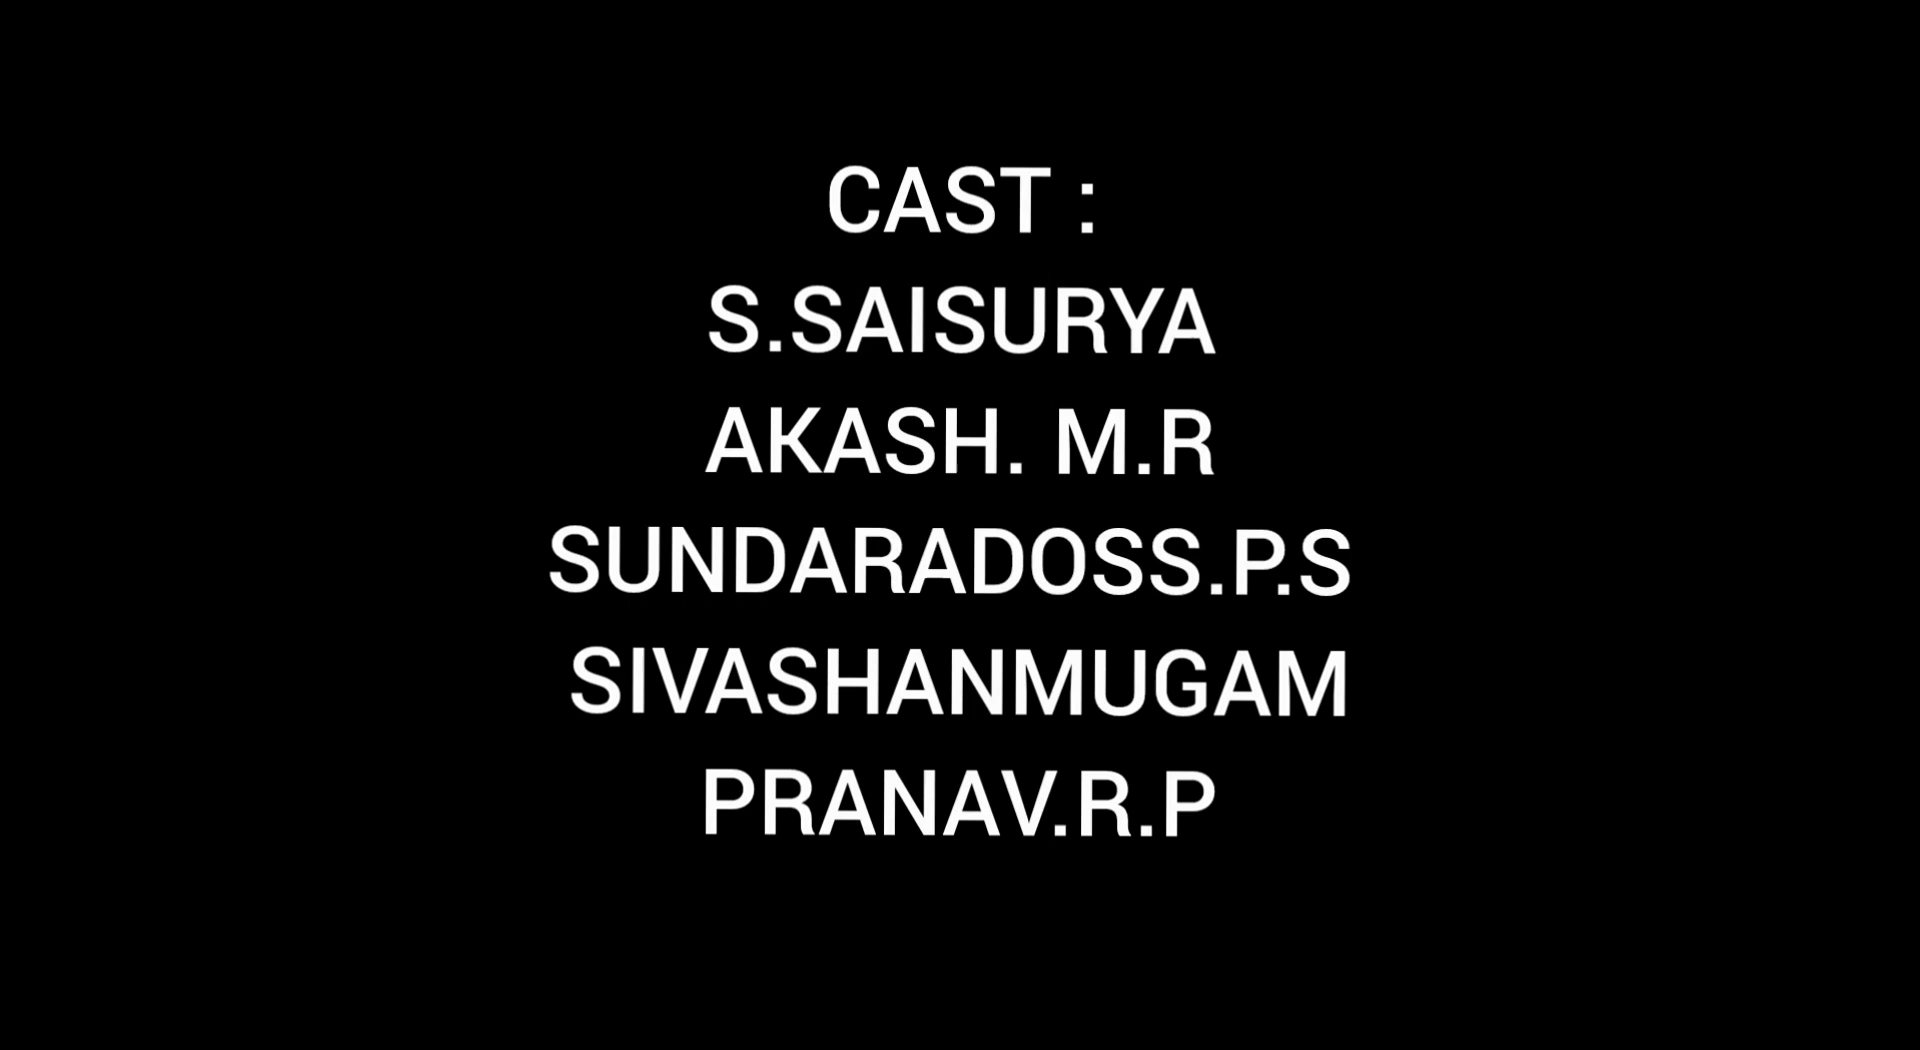 CAST :
S.SAISURYA
AKASH. M.R
SUNDARADOSS.P.S
SIVASHANMUGAM
PRANAV.R.P